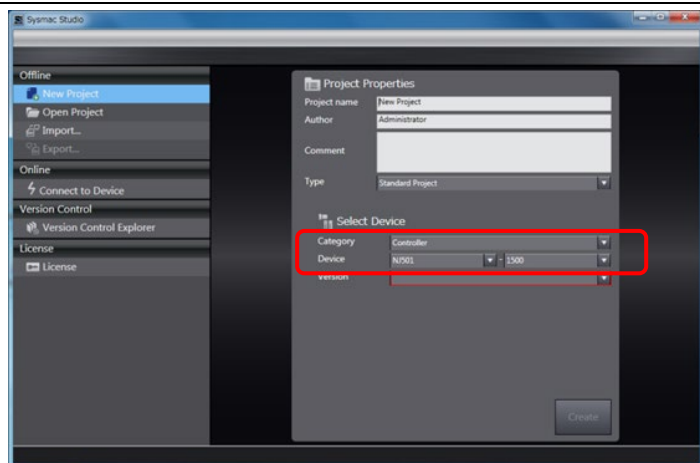 Sysmac Studio
Offline
New Project
Open Project
Import...
Export...
Online
Connect to Device
Version Control
Version Control Explorer
License
License
Project Properties
Project name New Project
Author Administrator
Comment
Type Standard Project
Select Device
Category Controller
Device NJ501 - 1500
Version
Create